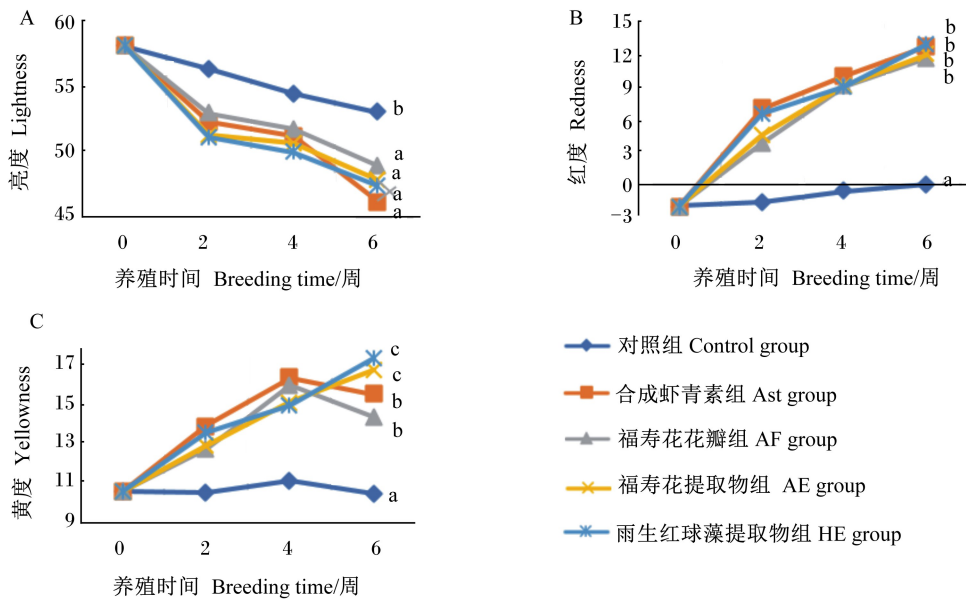 A
60
55
50
45
亮度 Lightness
b
a
a
a
a
0 2 4 6
养殖时间 Breeding time/周
B
15
12
9
6
3
0
−3
红度 Redness
b
b
b
b
a
0 2 4 6
养殖时间 Breeding time/周
C
17
15
13
11
9
黄度 Yellowness
c
c
b
b
a
0 2 4 6
养殖时间 Breeding time/周
对照组 Control group
合成虾青素组 Ast group
福寿花花瓣组 AF group
福寿花提取物组 AE group
雨生红球藻提取物组 HE group